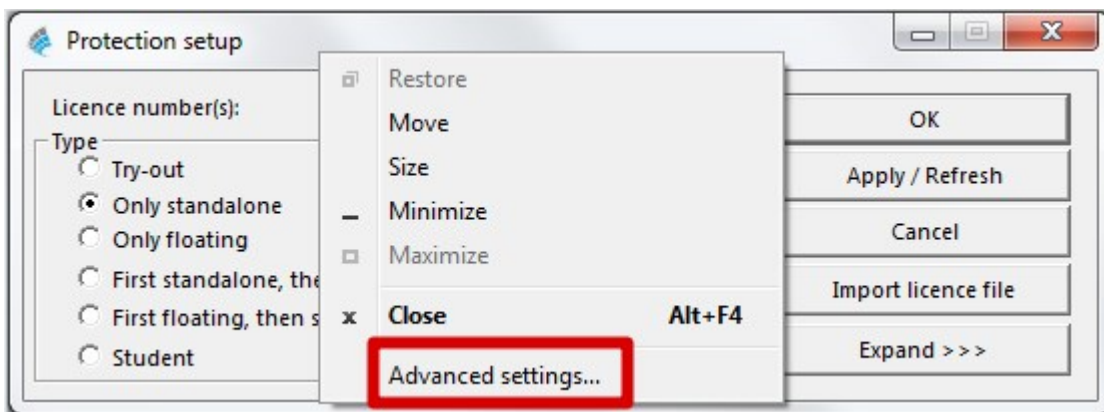 Protection setup
Licence number(s):
Type
Try-out
Only standalone
Only floating
First standalone, the
First floating, then s
Student
Restore
Move
Size
Minimize
Maximize
Close Alt+F4
Advanced settings...
OK
Apply / Refresh
Cancel
Import licence file
Expand >>>